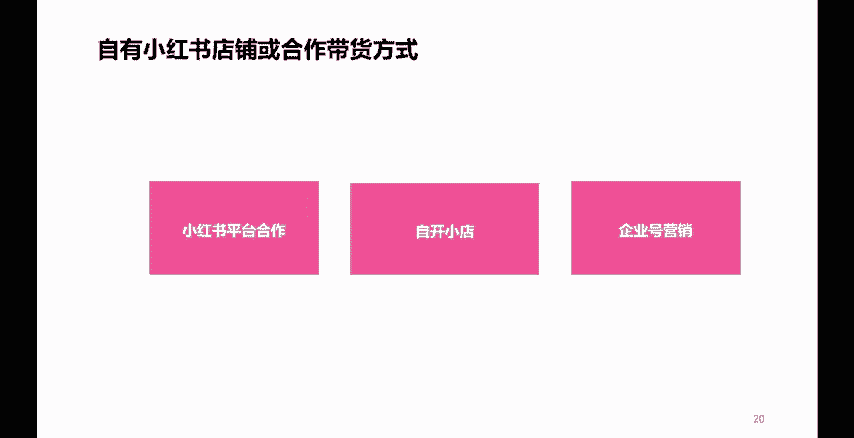 自有小红书店铺或合作带货方式
小红书平台合作
自开小店
企业号营销
20